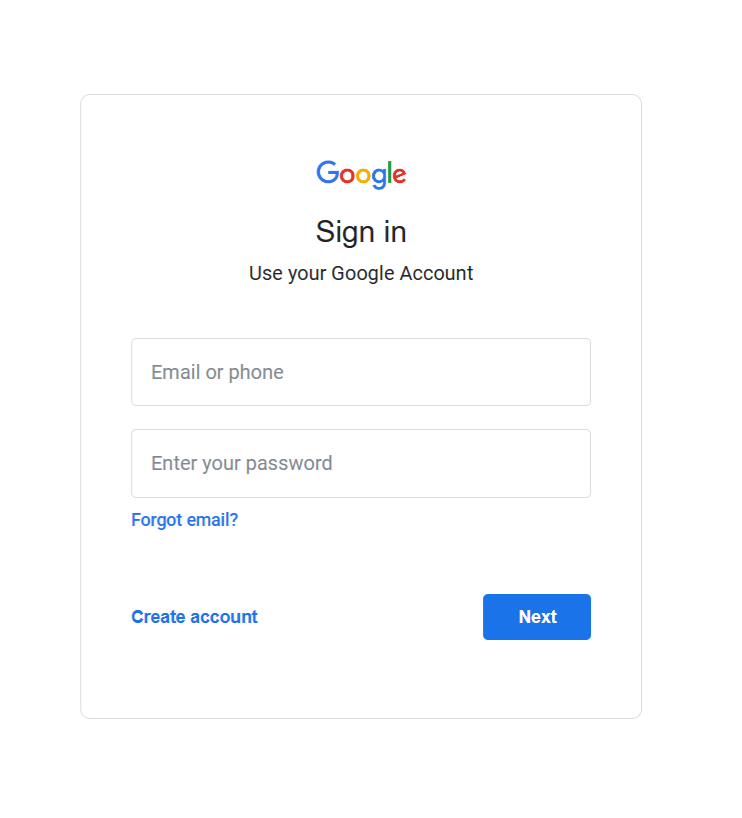 Google
Sign in
Use your Google Account
Email or phone
Enter your password
Forgot email?
Create account
Next